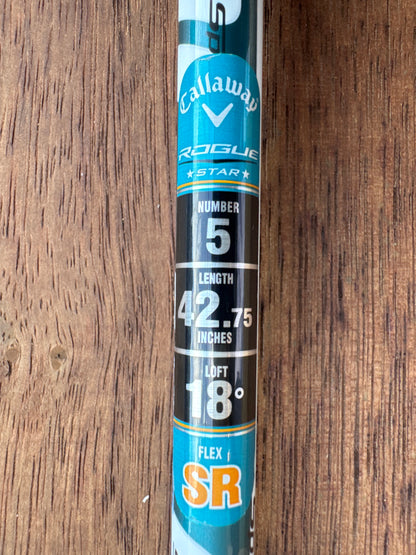 Callaway
ROGUE
STAR
NUMBER
5
LENGTH
42.75
INCHES
LOFT
18°
FLEX
SR